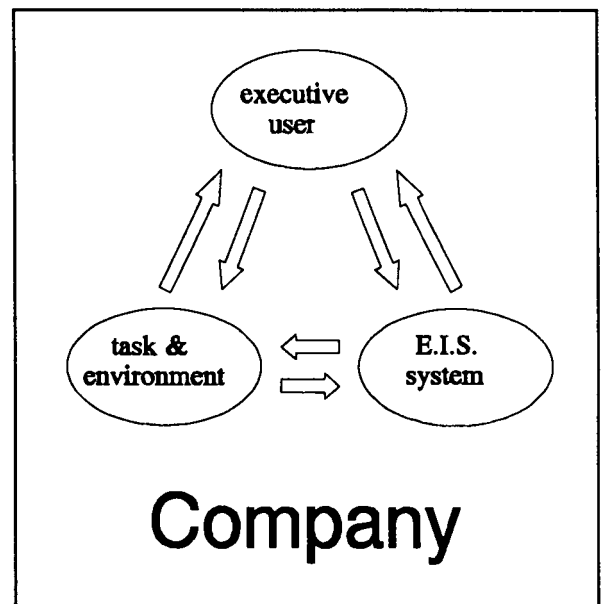 executive
user
task &
environment
E.I.S.
system
Company